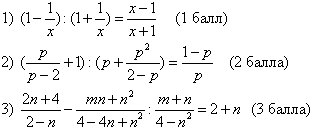 1) (1-1/x):(1+1/x)=(x-1)/(x+1) (1 балл)
2) (p/(p-2)+1):(p+p²/(2-p))=(1-p)/p (2 балла)
3) (2n+4)/(2-n)-(mn+n²)/(4-4n+n²):(m+n)/(4-n²)=2+n (3 балла)